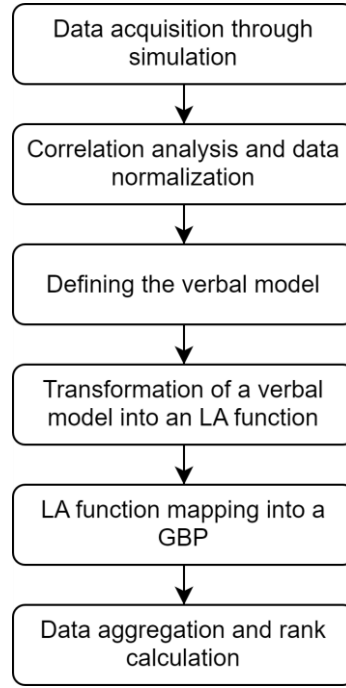 Data acquisition through
simulation
Correlation analysis and data
normalization
Defining the verbal model
Transformation of a verbal
model into an LA function
LA function mapping into a
GBP
Data aggregation and rank
calculation